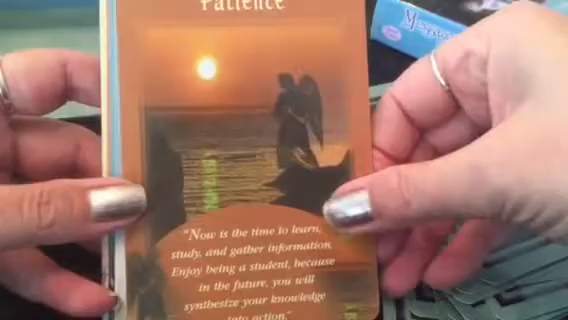 Patience
"Now is the time to learn,
study, and gather information.
Enjoy being a student, because
in the future, you will
synthesize your knowledge
into action."